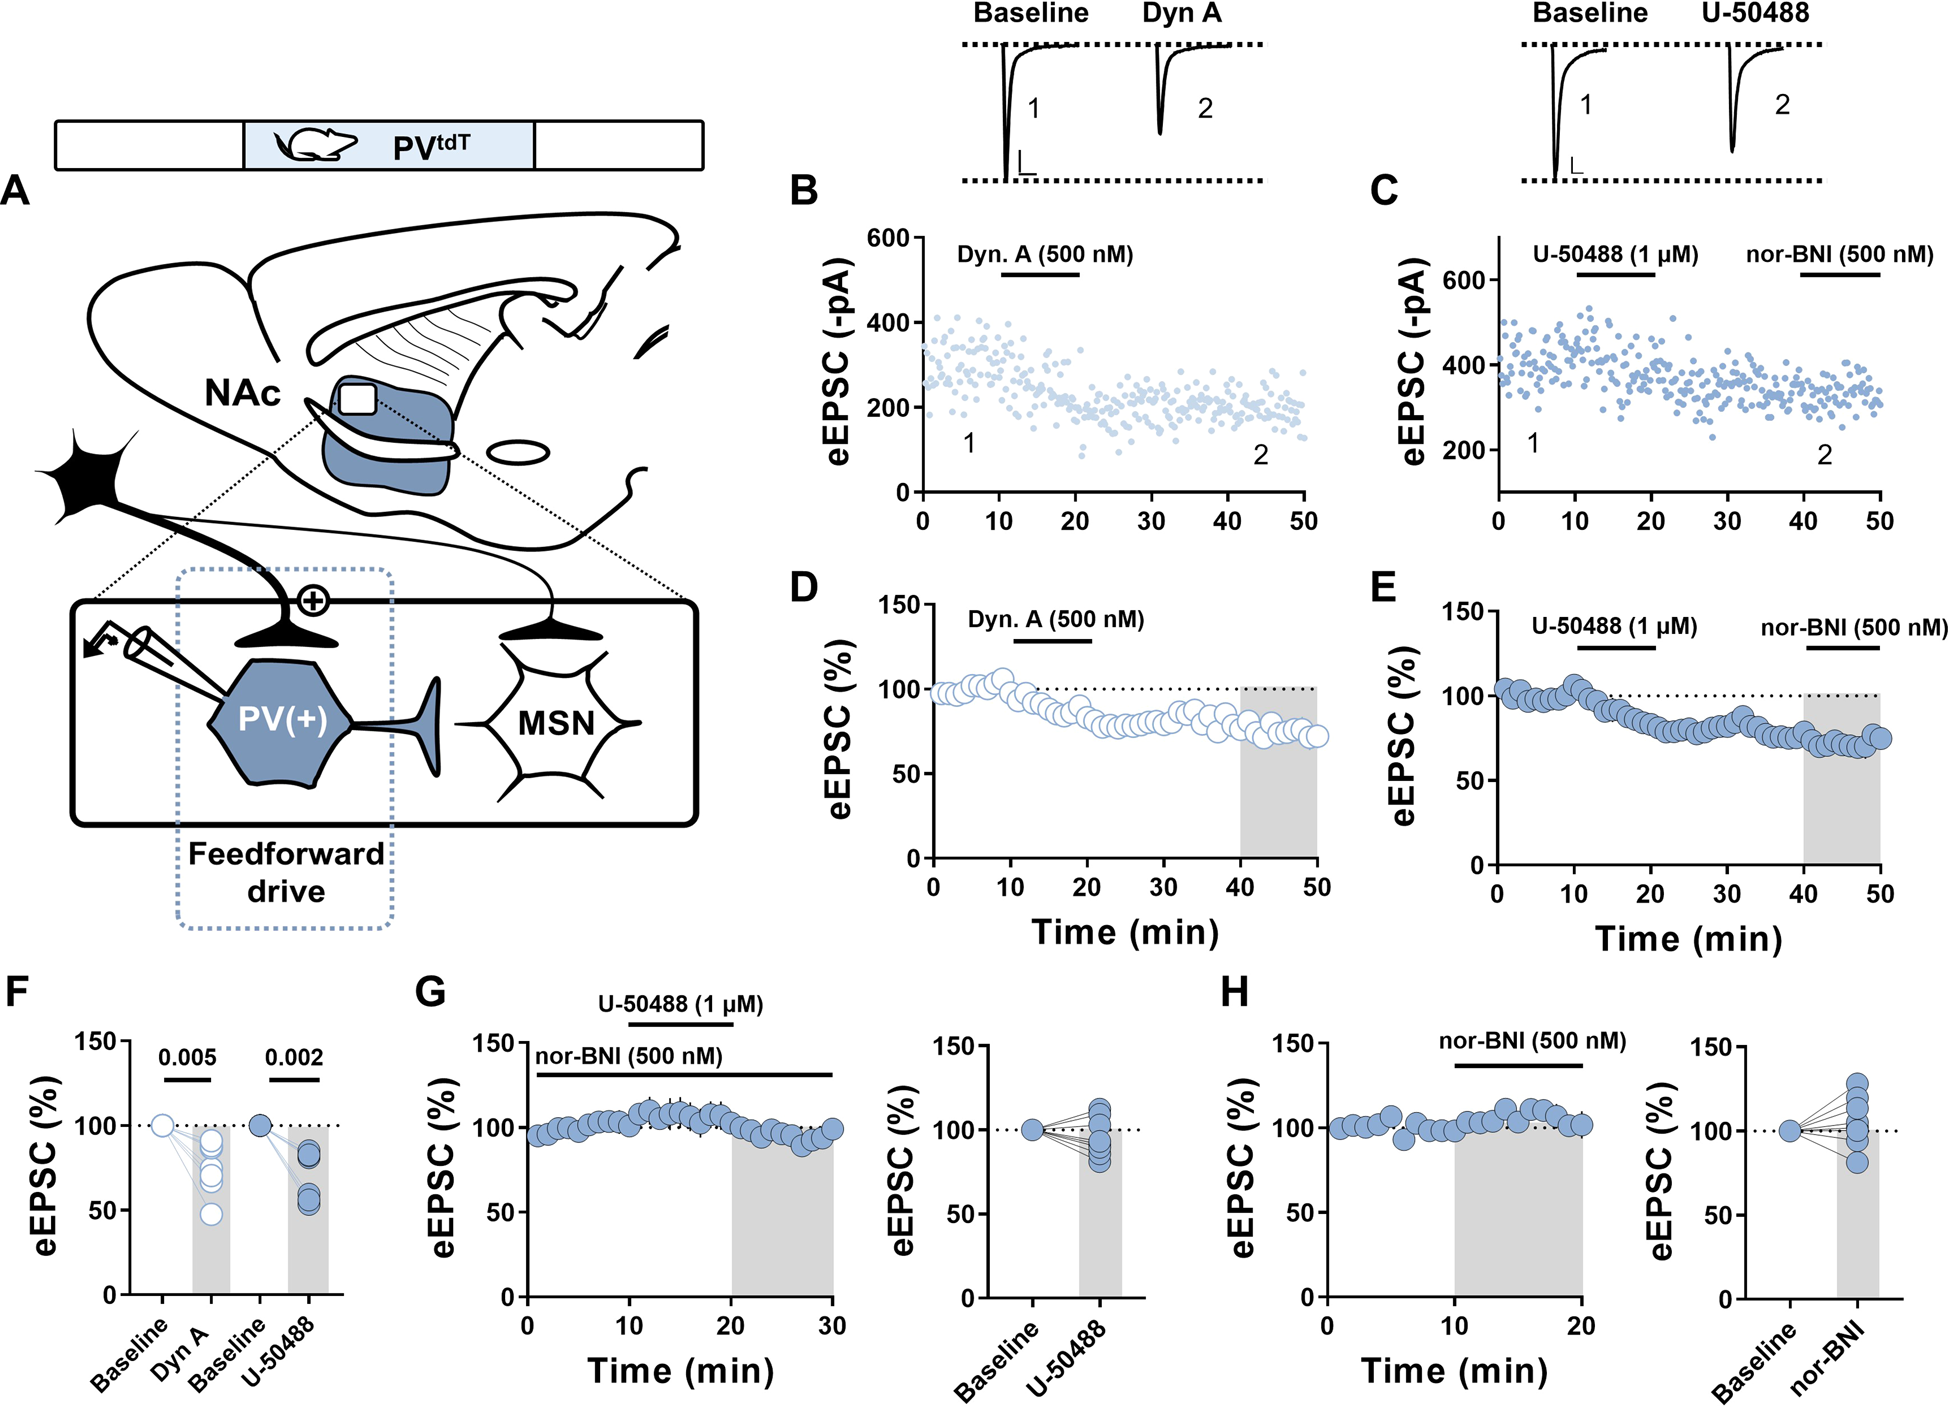 Baseline Dyn A
1 2
Baseline U-50488
1 2
PVtdT
A
NAc
+
PV(+)
MSN
Feedforward
drive
B
eEPSC (-pA)
600
400
200
0
Dyn. A (500 nM)
1 2
0 10 20 30 40 50
C
eEPSC (-pA)
600
400
200
U-50488 (1 µM) nor-BNI (500 nM)
1 2
0 10 20 30 40 50
D
eEPSC (%)
150
100
50
0
Dyn. A (500 nM)
0 10 20 30 40 50
Time (min)
E
eEPSC (%)
150
100
50
0
U-50488 (1 µM) nor-BNI (500 nM)
0 10 20 30 40 50
Time (min)
F
eEPSC (%)
150
100
50
0
0.005 0.002
Baseline
Dyn A
Baseline
U-50488
G
eEPSC (%)
150
100
50
0
U-50488 (1 µM)
nor-BNI (500 nM)
0 10 20 30
Time (min)
eEPSC (%)
150
100
50
0
Baseline
U-50488
H
eEPSC (%)
150
100
50
0
nor-BNI (500 nM)
0 10 20
Time (min)
eEPSC (%)
150
100
50
0
Baseline
nor-BNI